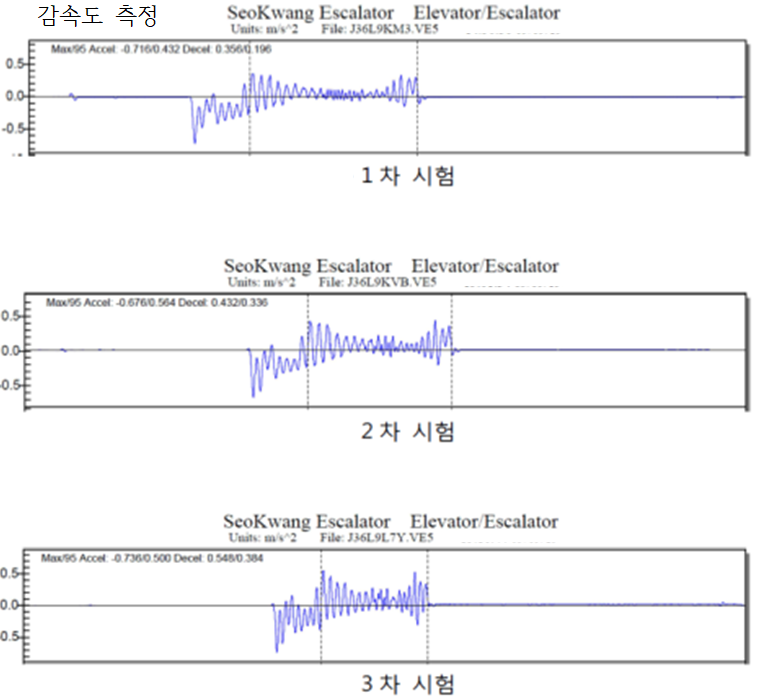 감속도 측정
SeoKwang Escalator Elevator/Escalator
Units: m/s^2 File: J36L9KM3.VE5
Max/95 Accel: -0.716/0.432 Decel: 0.356/0.196
0.5
0.0
-0.5
1차 시험
SeoKwang Escalator Elevator/Escalator
Units: m/s^2 File: J36L9KVB.VE5
Max/95 Accel: -0.676/0.564 Decel: 0.432/0.336
0.5
0.0
0.5
2차 시험
SeoKwang Escalator Elevator/Escalator
Units: m/s^2 File: J36L9L7Y.VE5
Max/95 Accel: -0.736/0.500 Decel: 0.548/0.384
0.5
0.0
0.5
3차 시험